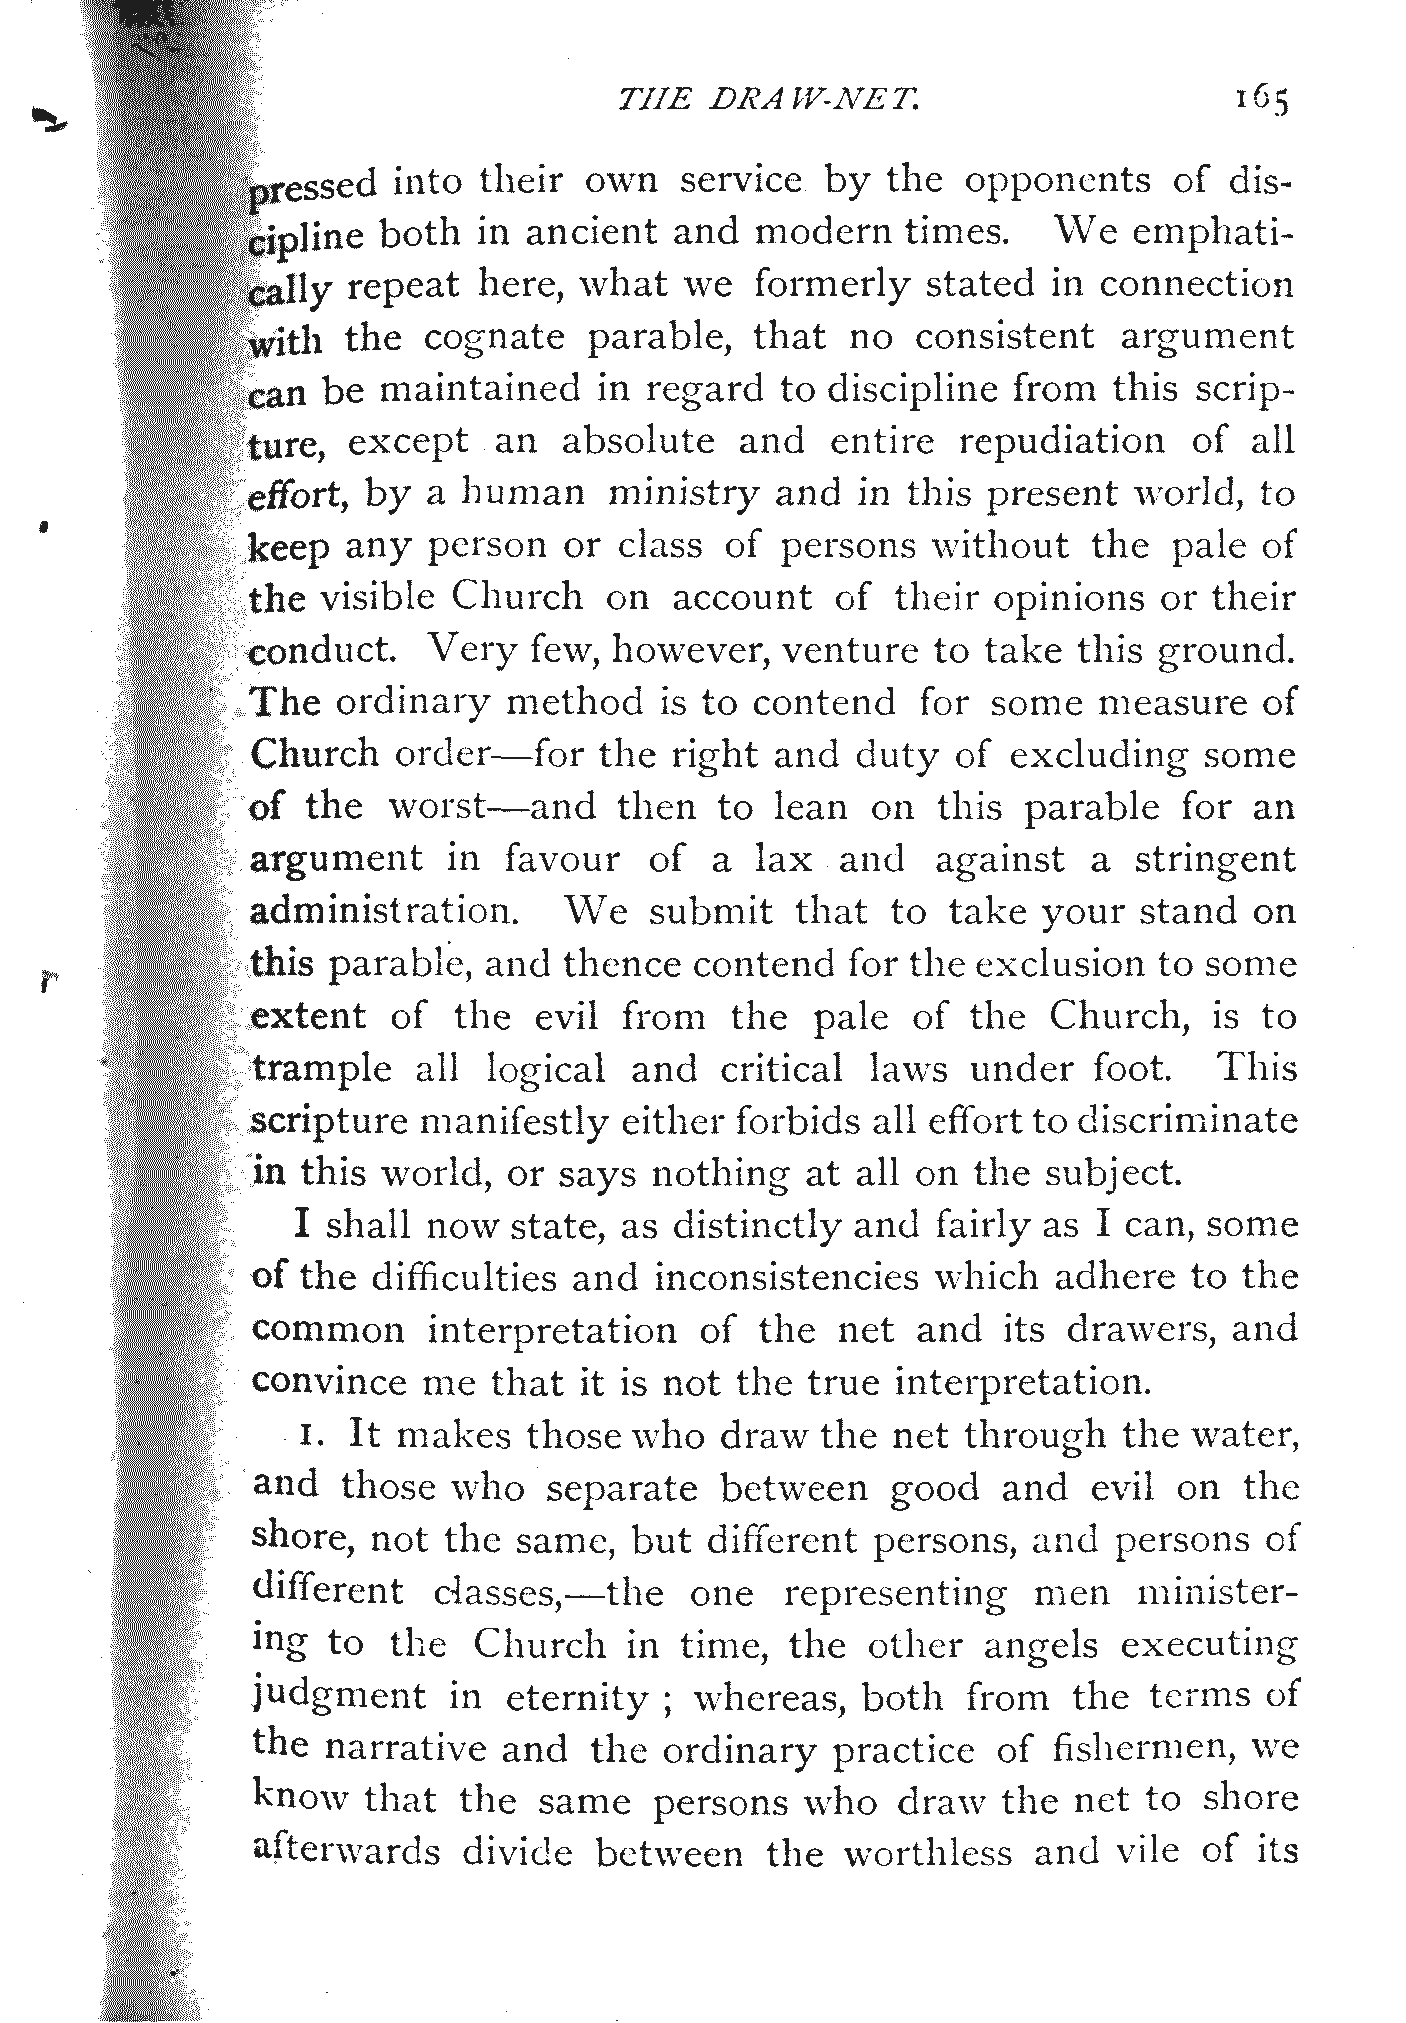 THE DRAW-NET. 165
pressed into their own service by the opponents of dis-
cipline both in ancient and modern times. We emphati-
cally repeat here, what we formerly stated in connection
with the cognate parable, that no consistent argument
can be maintained in regard to discipline from this scrip-
ture, except an absolute and entire repudiation of all
effort, by a human ministry and in this present world, to
keep any person or class of persons without the pale of
the visible Church on account of their opinions or their
conduct. Very few, however, venture to take this ground.
The ordinary method is to contend for some measure of
Church order—for the right and duty of excluding some
of the worst—and then to lean on this parable for an
argument in favour of a lax and against a stringent
administration. We submit that to take your stand on
this parable, and thence contend for the exclusion to some
extent of the evil from the pale of the Church, is to
trample all logical and critical laws under foot. This
scripture manifestly either forbids all effort to discriminate
in this world, or says nothing at all on the subject.
I shall now state, as distinctly and fairly as I can, some
of the difficulties and inconsistencies which adhere to the
common interpretation of the net and its drawers, and
convince me that it is not the true interpretation.
1. It makes those who draw the net through the water,
and those who separate between good and evil on the
shore, not the same, but different persons, and persons of
different classes,—the one representing men minister-
ing to the Church in time, the other angels executing
judgment in eternity ; whereas, both from the terms of
the narrative and the ordinary practice of fishermen, we
know that the same persons who draw the net to shore
afterwards divide between the worthless and vile of its